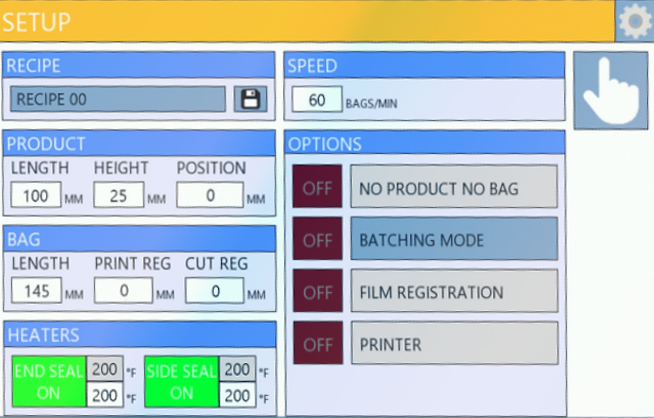 SETUP
RECIPE
RECIPE 00
SPEED
60 BAGS/MIN
PRODUCT
LENGTH HEIGHT POSITION
100 MM 25 MM 0 MM
BAG
LENGTH PRINT REG CUT REG
145 MM 0 MM 0 MM
HEATERS
END SEAL ON 200 °F
200 °F
SIDE SEAL ON 200 °F
200 °F
OPTIONS
OFF NO PRODUCT NO BAG
OFF BATCHING MODE
OFF FILM REGISTRATION
OFF PRINTER